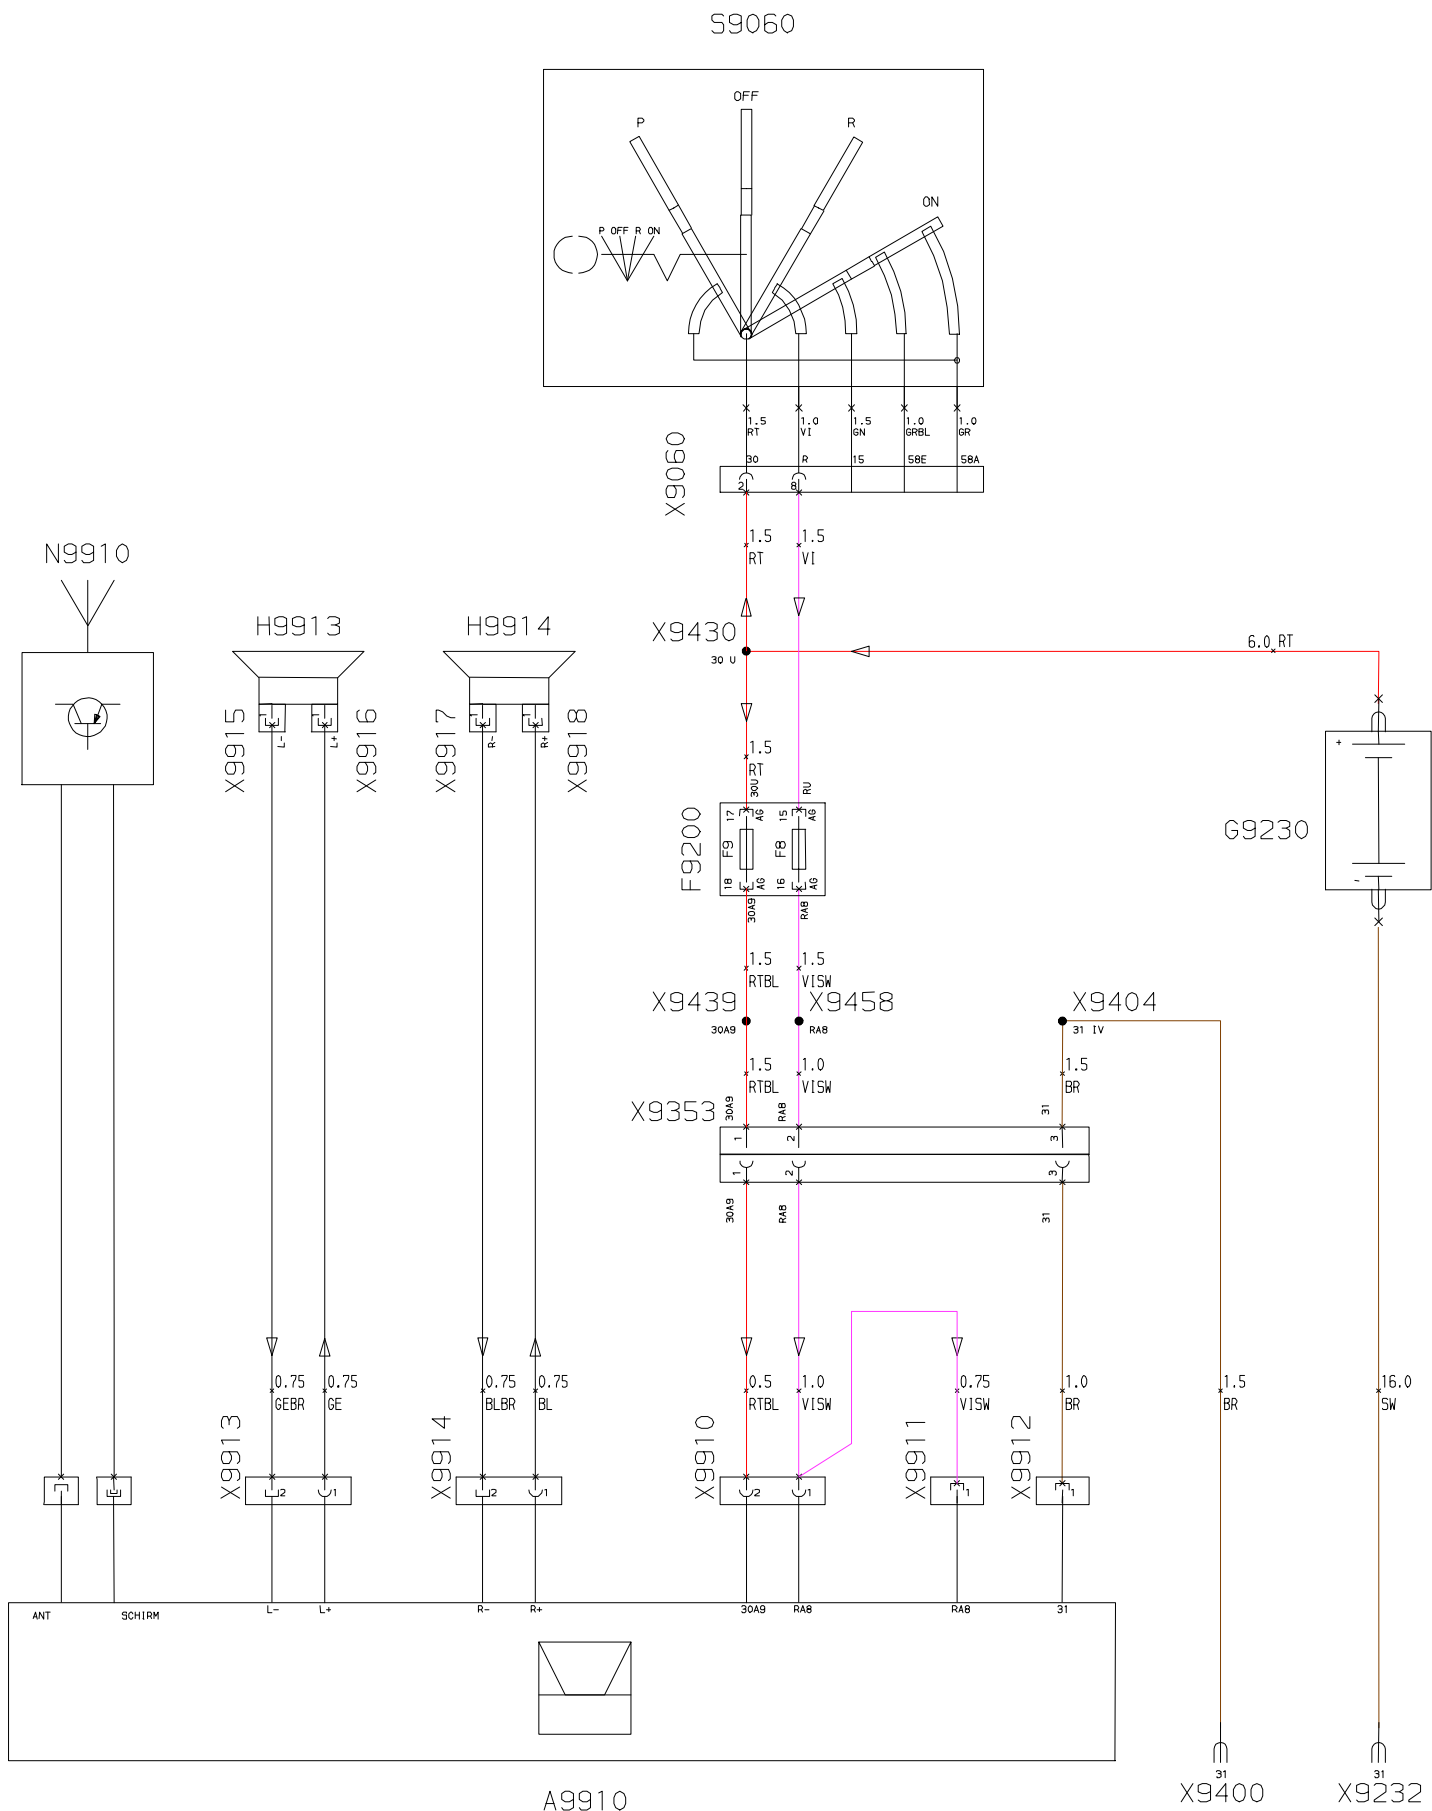 S9060
OFF
P
R
ON
P OFF R ON
1.5 1.0 1.5 1.0 1.0
RT VI GN GRBL GR
30 R 15 58E 58A
X9060
2 8
1.5 1.5
RT VI
N9910
H9913
H9914
X9430
30 U
6.0 RT
X9915
1
L-
1
L+
X9916
X9917
1
R-
1
R+
X9918
1.5
RT
30U
RU
+
-
G9230
F9200
17 AG 15 AG
F9 F8
18 AG 16 AG
30A9
RA8
1.5 1.5
RTBL VISW
X9439
X9458
X9404
30A9
RA8
31 IV
1.5 1.0 1.5
RTBL VISW BR
X9353
30A9
RA8
31
1 2 3
1 2 3
30A9
RA8
31
0.75 0.75 0.75 0.75 0.5 1.0 0.75 1.0 1.5 16.0
GEBR GE BLBR BL RTBL VISW VISW BR BR SW
X9913
X9914
X9910
X9911
X9912
2 1 2 1 2 1 1 1
ANT SCHIRM L- L+ R- R+ 30A9 RA8 RA8 31
A9910
31
X9400
31
X9232